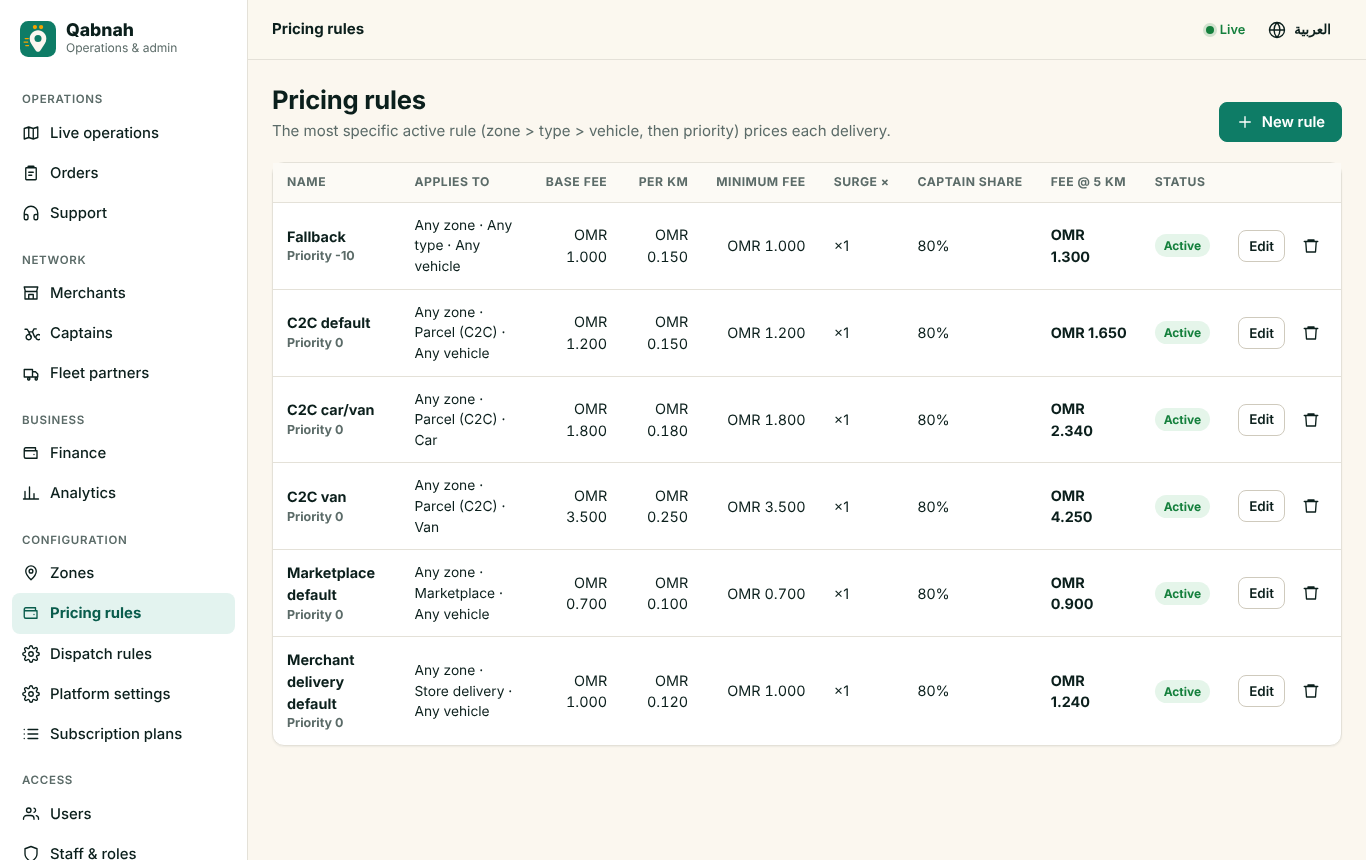 Qabnah
Operations & admin
OPERATIONS
Live operations
Orders
Support
NETWORK
Merchants
Captains
Fleet partners
BUSINESS
Finance
Analytics
CONFIGURATION
Zones
Pricing rules
Dispatch rules
Platform settings
Subscription plans
ACCESS
Users
Staff & roles
Pricing rules
Live
العربية
Pricing rules
The most specific active rule (zone > type > vehicle, then priority) prices each delivery.
+ New rule
NAME APPLIES TO BASE FEE PER KM MINIMUM FEE SURGE × CAPTAIN SHARE FEE @ 5 KM STATUS
Fallback
Priority -10
Any zone · Any
type · Any
vehicle
OMR
1.000
OMR
0.150
OMR 1.000
×1
80%
OMR
1.300
Active
Edit
C2C default
Priority 0
Any zone ·
Parcel (C2C) ·
Any vehicle
OMR
1.200
OMR
0.150
OMR 1.200
×1
80%
OMR 1.650
Active
Edit
C2C car/van
Priority 0
Any zone ·
Parcel (C2C) ·
Car
OMR
1.800
OMR
0.180
OMR 1.800
×1
80%
OMR
2.340
Active
Edit
C2C van
Priority 0
Any zone ·
Parcel (C2C) ·
Van
OMR
3.500
OMR
0.250
OMR 3.500
×1
80%
OMR
4.250
Active
Edit
Marketplace
default
Priority 0
Any zone ·
Marketplace ·
Any vehicle
OMR
0.700
OMR
0.100
OMR 0.700
×1
80%
OMR
0.900
Active
Edit
Merchant
delivery
default
Priority 0
Any zone ·
Store delivery ·
Any vehicle
OMR
1.000
OMR
0.120
OMR 1.000
×1
80%
OMR
1.240
Active
Edit